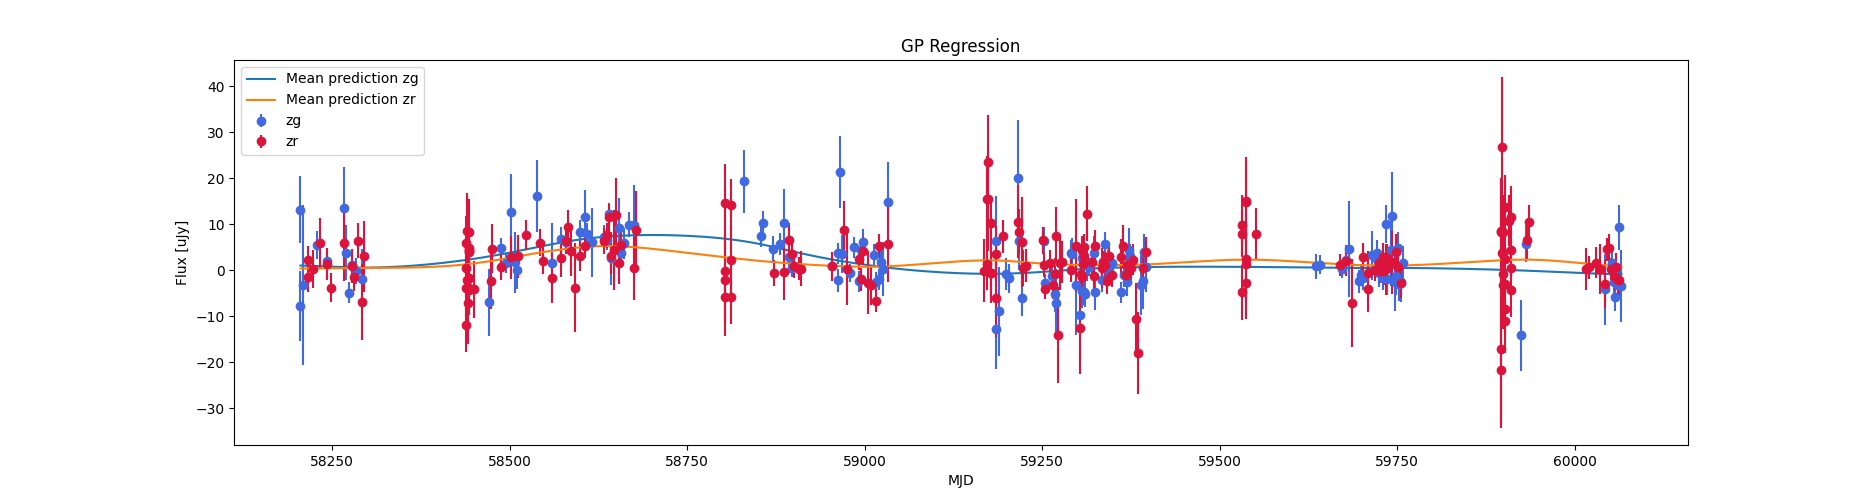 GP Regression
Mean prediction zg
Mean prediction zr
zg
zr
Flux [uJy]
40
30
20
10
0
−10
−20
−30
58250 58500 58750 59000 59250 59500 59750 60000
MJD